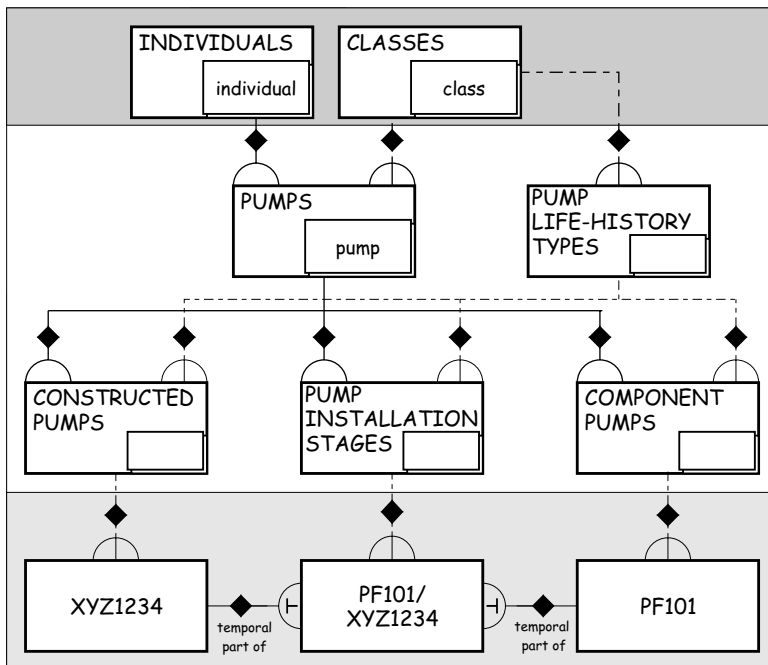 INDIVIDUALS
individual
CLASSES
class
PUMPS
pump
PUMP
LIFE-HISTORY
TYPES
CONSTRUCTED
PUMPS
PUMP
INSTALLATION
STAGES
COMPONENT
PUMPS
XYZ1234
temporal
part of
PF101/
XYZ1234
temporal
part of
PF101